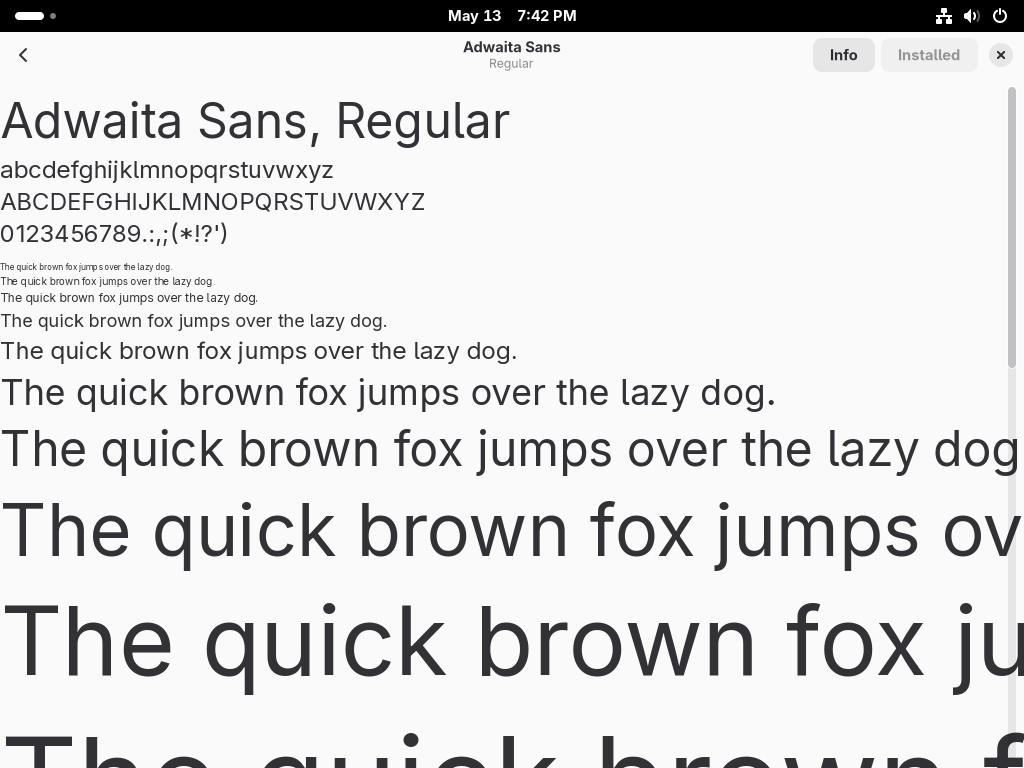 May 13 7:42 PM
Adwaita Sans
Regular
Info
Installed
Adwaita Sans, Regular
abcdefghijklmnopqrstuvwxyz
ABCDEFGHIJKLMNOPQRSTUVWXYZ
0123456789.:,;(*!?')
The quick brown fox jumps over the lazy dog.
The quick brown fox jumps over the lazy dog.
The quick brown fox jumps over the lazy dog.
The quick brown fox jumps over the lazy dog.
The quick brown fox jumps over the lazy dog.
The quick brown fox jumps over the lazy dog.
The quick brown fox jumps over the lazy dog
The quick brown fox jumps ov
The quick brown fox ju
The quick brown f